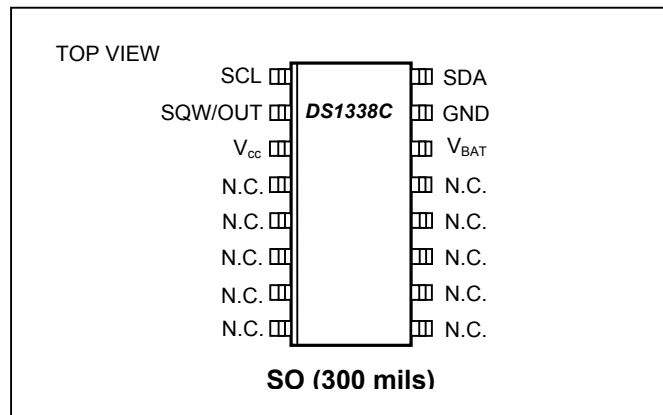 TOP VIEW
SCL SDA
SQW/OUT DS1338C GND
Vcc VBAT
N.C. N.C.
N.C. N.C.
N.C. N.C.
N.C. N.C.
N.C. N.C.
SO (300 mils)